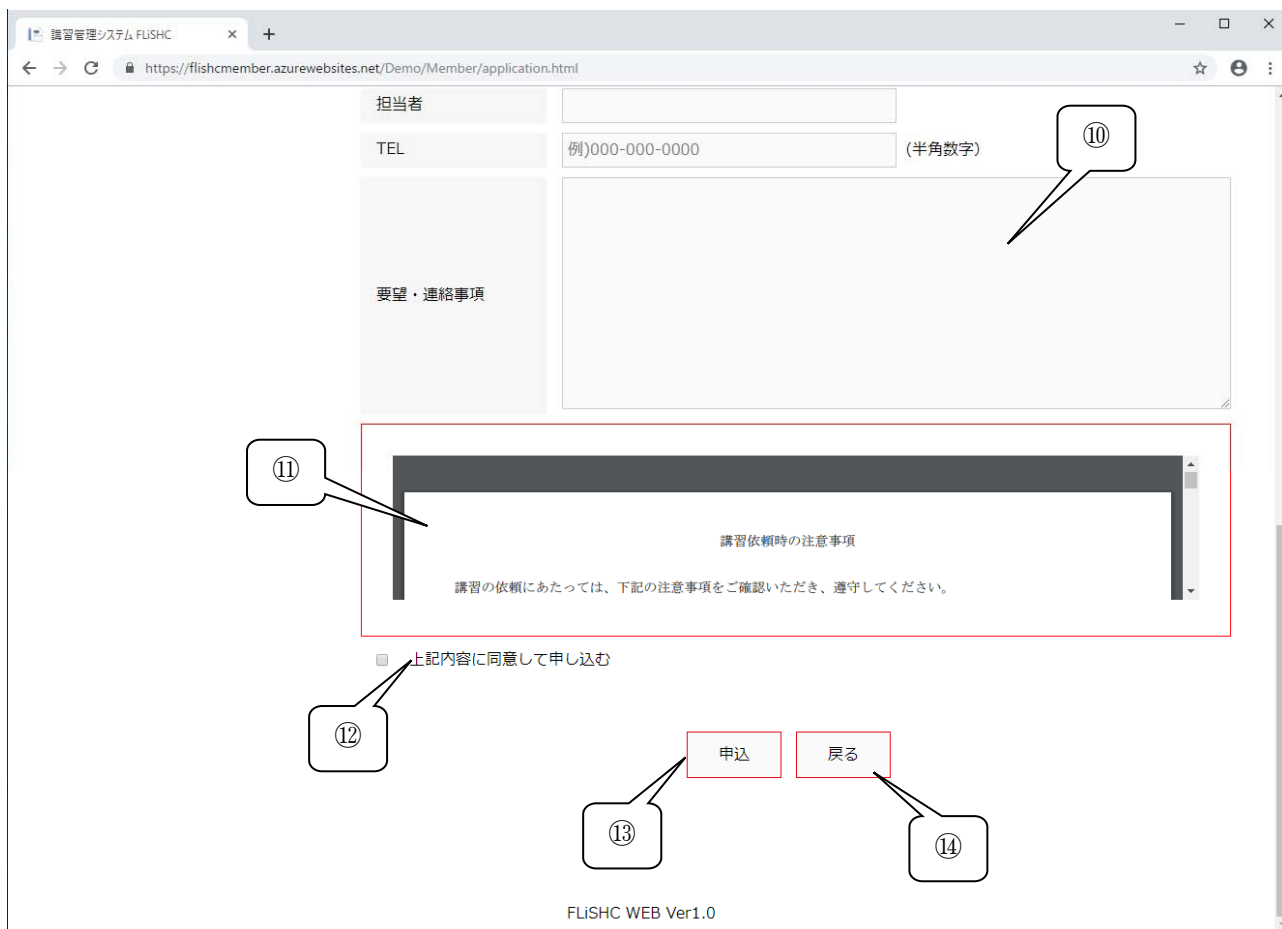 講習管理システム FLiSHC
https://flishcmember.azurewebsites.net/Demo/Member/application.html
担当者
TEL 例)000-000-0000 (半角数字)
⑩
要望・連絡事項
⑪
講習依頼時の注意事項
講習の依頼にあたっては、下記の注意事項をご確認いただき、遵守してください。
上記内容に同意して申し込む
⑫
申込 戻る
⑬
⑭
FLiSHC WEB Ver1.0